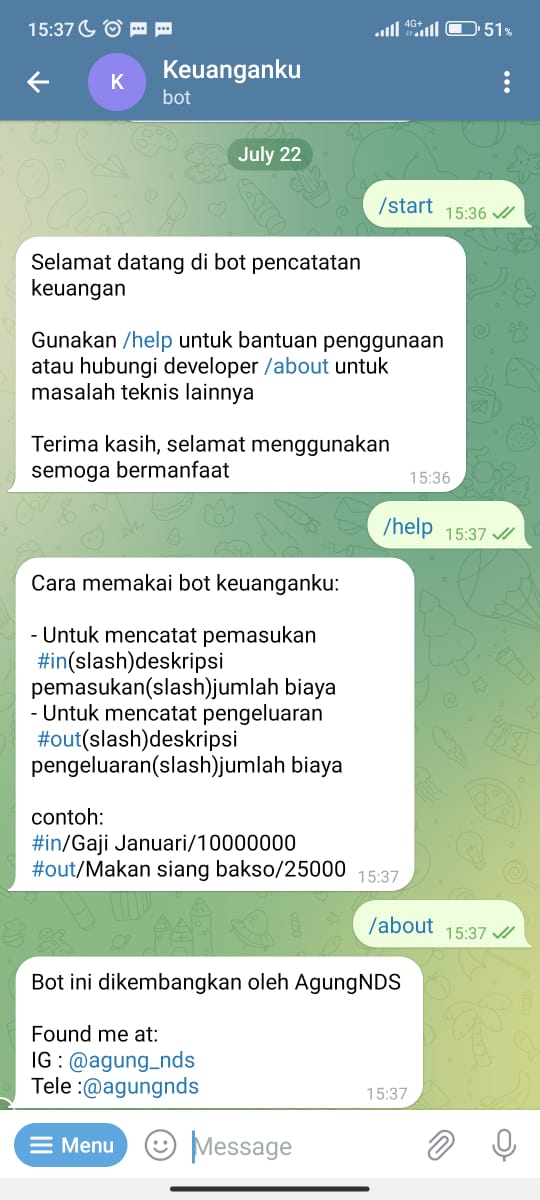 15:37
4G+
51%
K
Keuanganku
bot
July 22
/start 15:36
Selamat datang di bot pencatatan
keuangan
Gunakan /help untuk bantuan penggunaan
atau hubungi developer /about untuk
masalah teknis lainnya
Terima kasih, selamat menggunakan
semoga bermanfaat
15:36
/help 15:37
Cara memakai bot keuanganku:
- Untuk mencatat pemasukan
#in(slash)deskripsi
pemasukan(slash)jumlah biaya
- Untuk mencatat pengeluaran
#out(slash)deskripsi
pengeluaran(slash)jumlah biaya
contoh:
#in/Gaji Januari/10000000
#out/Makan siang bakso/25000
15:37
/about 15:37
Bot ini dikembangkan oleh AgungNDS
Found me at:
IG : @agung_nds
Tele :@agungnds
15:37
Menu
Message